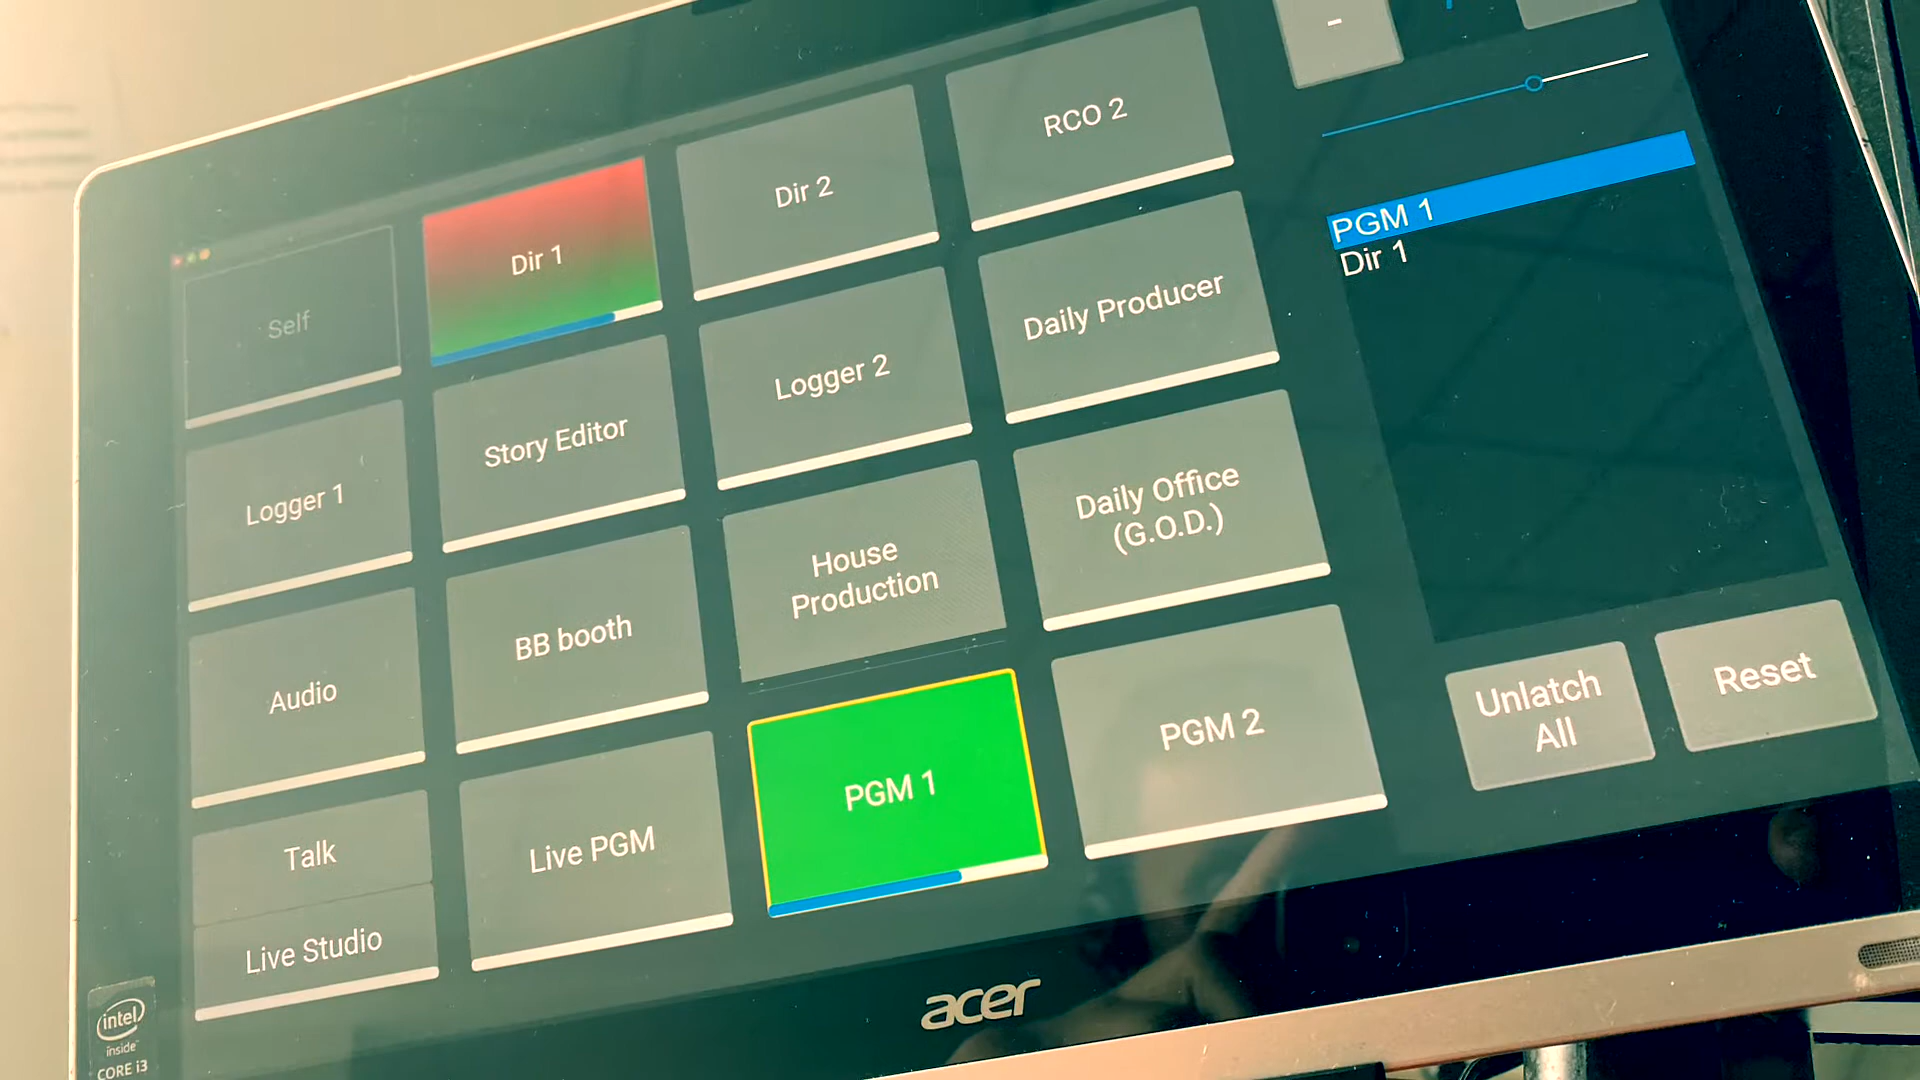 Self
Dir 1
Dir 2
RCO 2
-
Logger 1
Story Editor
Logger 2
Daily Producer
Audio
BB booth
House
Production
Daily Office
(G.O.D.)
Talk
Live Studio
Live PGM
PGM 1
PGM 2
PGM 1
Dir 1
Unlatch
All
Reset
acer
intel
inside
CORE i3